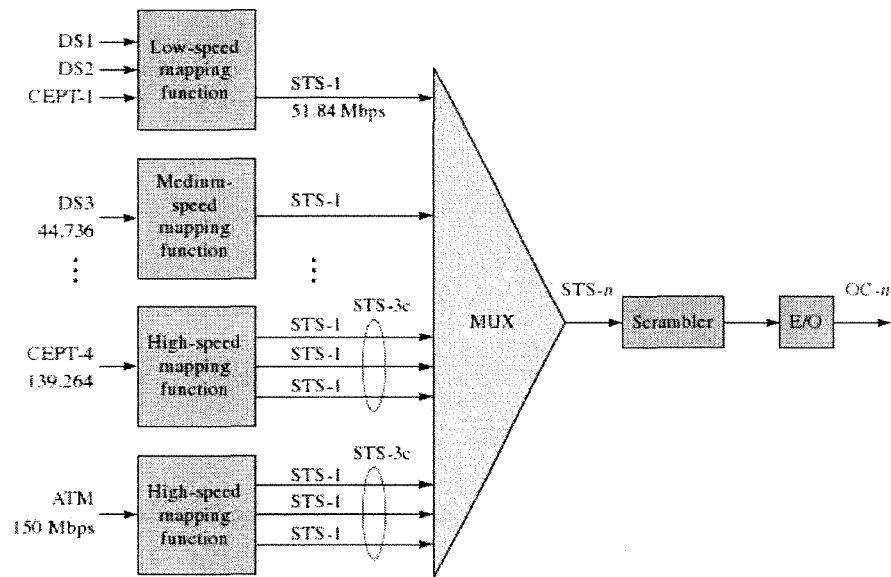 DS1
DS2
CEPT-1
Low-speed
mapping
function
STS-1
51.84 Mbps
DS3
44.736
Medium-
speed
mapping
function
STS-1
CEPT-4
139.264
High-speed
mapping
function
STS-1
STS-1
STS-1
STS-3c
ATM
150 Mbps
High-speed
mapping
function
STS-1
STS-1
STS-1
STS-3c
MUX
STS-n
Scrambler
E/O
OC-n